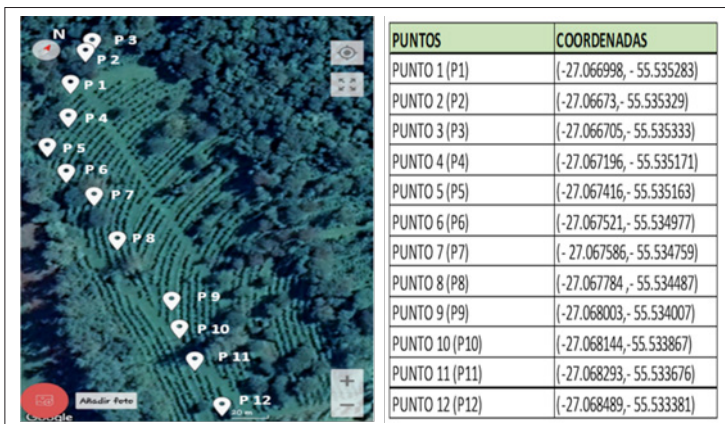 N
P 3
P 2
P 1
P 4
P 5
P 6
P 7
P 8
P 9
P 10
P 11
P 12
Añadir foto
20 m
Google
PUNTOS COORDENADAS
PUNTO 1 (P1) (-27.066998, - 55.535283)
PUNTO 2 (P2) (-27.06673,- 55.535329)
PUNTO 3 (P3) (-27.066705,- 55.535333)
PUNTO 4 (P4) (-27.067196, - 55.535171)
PUNTO 5 (P5) (-27.067416,- 55.535163)
PUNTO 6 (P6) (-27.067521,- 55.534977)
PUNTO 7 (P7) (- 27.067586,- 55.534759)
PUNTO 8 (P8) (-27.067784 ,- 55.534487)
PUNTO 9 (P9) (-27.068003,- 55.534007)
PUNTO 10 (P10) (-27.068144,-55.533867)
PUNTO 11 (P11) (-27.068293,- 55.533676)
PUNTO 12 (P12) (-27.068489,- 55.533381)